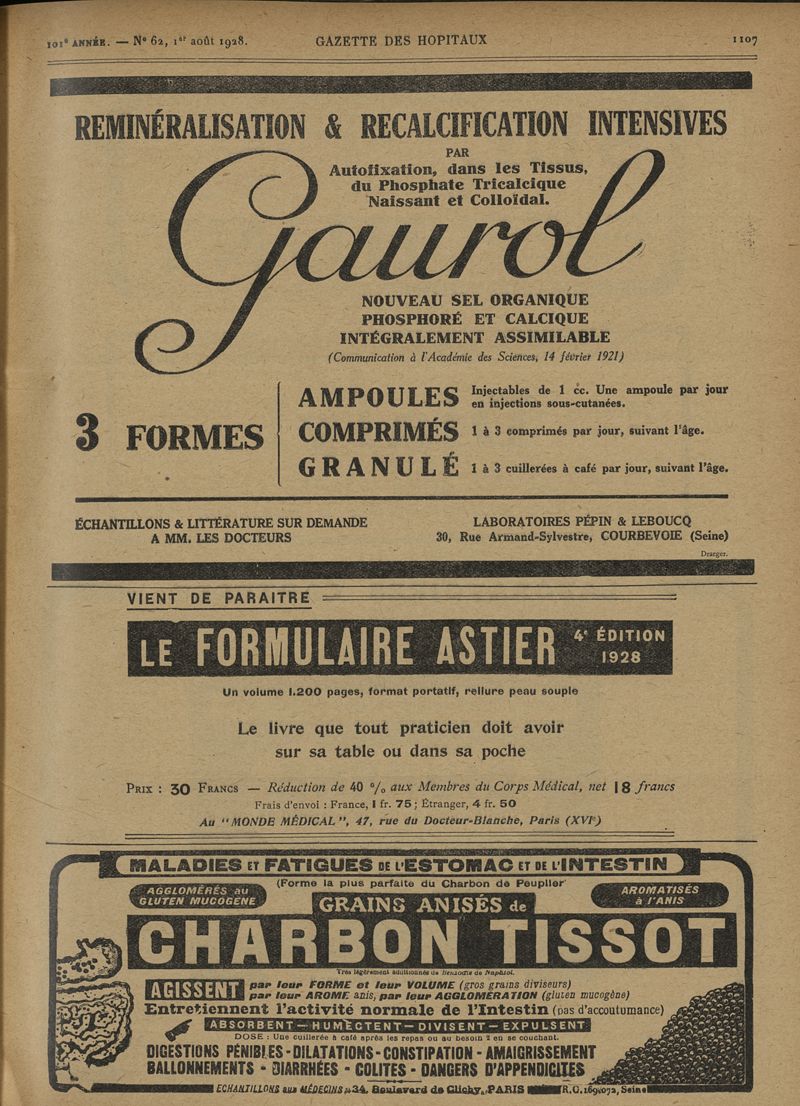 101e ANNÉE. — No 62, 1er août 1928.
GAZETTE DES HOPITAUX
1107
REMINÉRALISATION & RECALCIFICATION INTENSIVES
PAR
Autofixation, dans les Tissus,
du Phosphate Tricalcique
Naissant et Colloïdal.
Gaurol
NOUVEAU SEL ORGANIQUE
PHOSPHORÉ ET CALCIQUE
INTÉGRALEMENT ASSIMILABLE
(Communication à l'Académie des Sciences, 14 février 1921)
3 FORMES
AMPOULES Injectables de 1 cc. Une ampoule par jour
en injections sous-cutanées.
COMPRIMÉS 1 à 3 comprimés par jour, suivant l'âge.
GRANULÉ 1 à 3 cuillerées à café par jour, suivant l'âge.
ÉCHANTILLONS & LITTÉRATURE SUR DEMANDE
A MM. LES DOCTEURS
LABORATOIRES PÉPIN & LEBOUCQ
30, Rue Armand-Sylvestre, COURBEVOIE (Seine)
Draeger.
VIENT DE PARAITRE
LE FORMULAIRE ASTIER
4e ÉDITION
1928
Un volume 1.200 pages, format portatif, reliure peau souple
Le livre que tout praticien doit avoir
sur sa table ou dans sa poche
PRIX : 30 FRANCS — Réduction de 40 % aux Membres du Corps Médical, net 18 francs
Frais d'envoi : France, 1 fr. 75 ; Étranger, 4 fr. 50
Au "MONDE MÉDICAL", 47, rue du Docteur-Blanche, Paris (XVIe)
MALADIES ET FATIGUES DE L'ESTOMAC ET DE L'INTESTIN
(Forme la plus parfaite du Charbon de Peuplier
AGGLOMÉRÉS au
GLUTEN MUCOGÈNE
GRAINS ANISÉS de
AROMATISÉS
à l'ANIS
CHARBON TISSOT
Très légèrement additionnés de Benzoate de Naphtol.
AGISSENT
par leur FORME et leur VOLUME (gros grains diviseurs)
par leur AROME anis, par leur AGGLOMÉRATION (gluten mucogène)
Entretiennent l'activité normale de l'Intestin (pas d'accoutumance)
ABSORBENT — HUMECTENT — DIVISENT — EXPULSENT
DOSE : Une cuillerée à café après les repas ou au besoin 2 en se couchant.
DIGESTIONS PÉNIBLES - DILATATIONS - CONSTIPATION - AMAIGRISSEMENT
BALLONNEMENTS - DIARRHÉES - COLITES - DANGERS D'APPENDICITES
ECHANTILLONS aux MÉDECINS 34, Boulevard de Clichy, PARIS R.C. 169.072, Seine